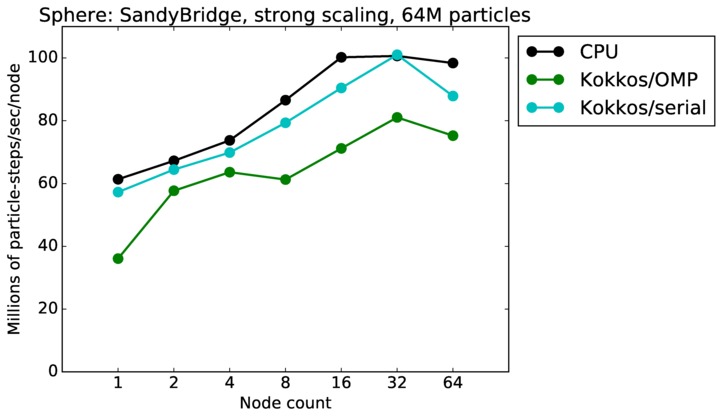 Sphere: SandyBridge, strong scaling, 64M particles
CPU
Kokkos/OMP
Kokkos/serial
Millions of particle-steps/sec/node
100
80
60
40
20
0
1 2 4 8 16 32 64
Node count